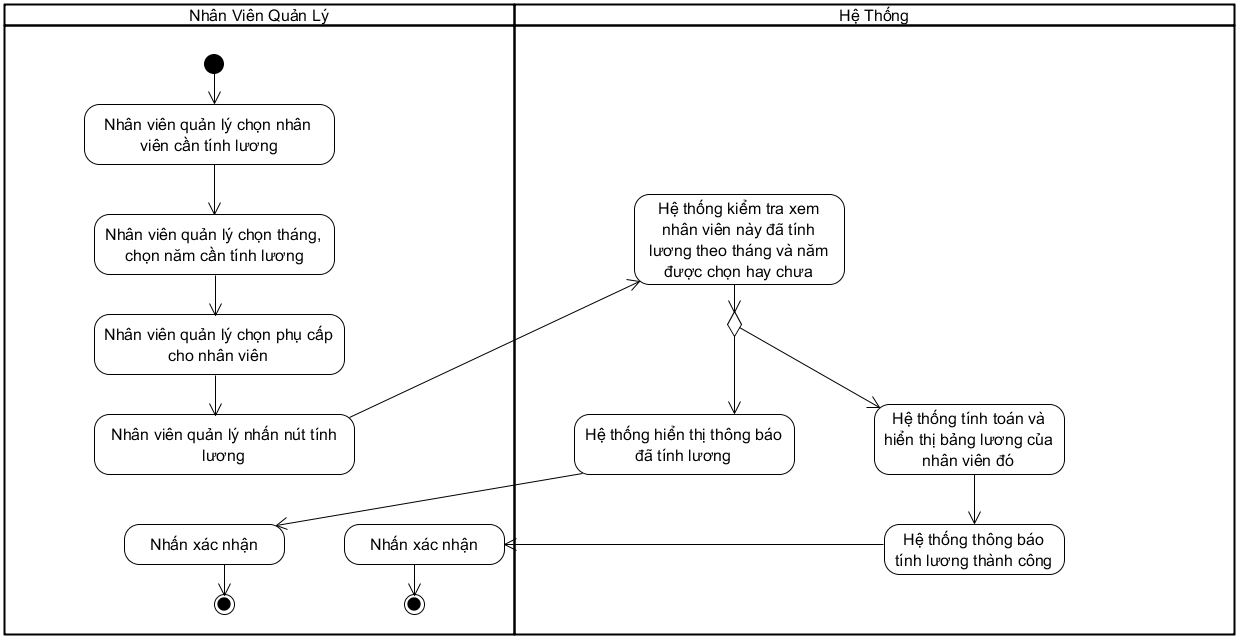 Nhân Viên Quản Lý
Hệ Thống
Nhân viên quản lý chọn nhân
viên cần tính lương
Nhân viên quản lý chọn tháng,
chọn năm cần tính lương
Nhân viên quản lý chọn phụ cấp
cho nhân viên
Nhân viên quản lý nhấn nút tính
lương
Hệ thống kiểm tra xem
nhân viên này đã tính
lương theo tháng và năm
được chọn hay chưa
Hệ thống hiển thị thông báo
đã tính lương
Hệ thống tính toán và
hiển thị bảng lương của
nhân viên đó
Nhấn xác nhận
Nhấn xác nhận
Hệ thống thông báo
tính lương thành công